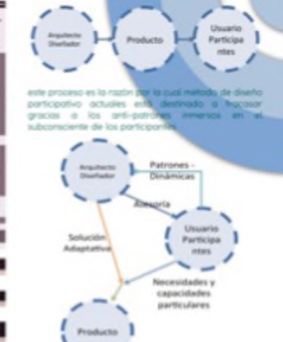 Arquitecto
Diseñador
Producto
Usuario
Participa
ntes
este proceso es la razón por la cual método de diseño
participativo actuales está destinado a fracasar
gracias a los anti-patrones inmersos en el
subconsciente de los participantes
Arquitecto
Diseñador
Patrones -
Dinámicas
Asesoría
Usuario
Participa
ntes
Solución
Adaptativa
Necesidades y
capacidades
particulares
Producto